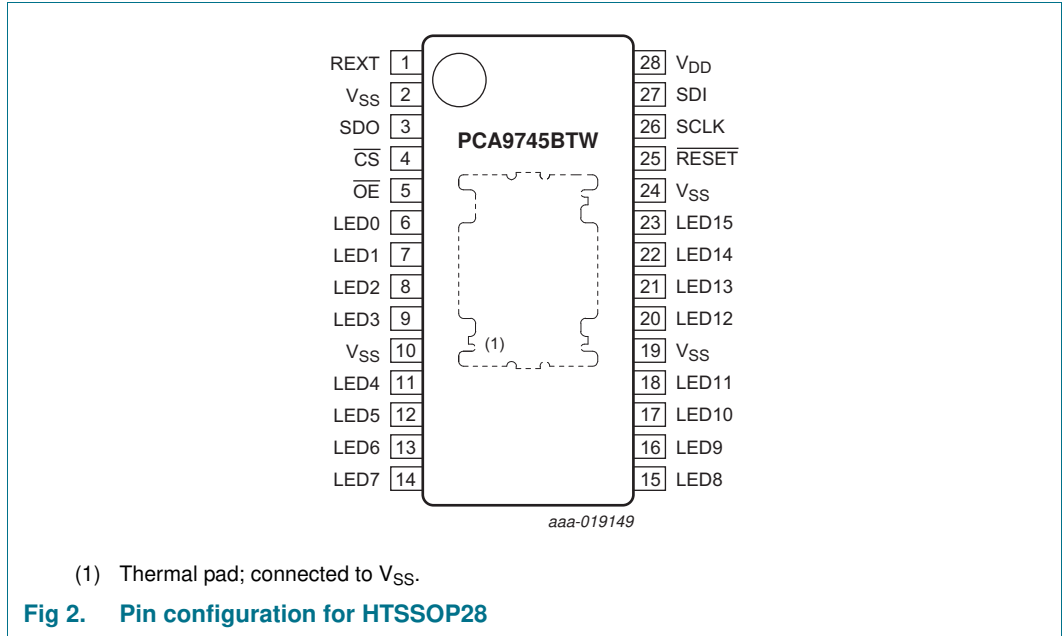 REXT 1 28 VDD
VSS 2 27 SDI
SDO 3 26 SCLK
PCA9745BTW
CS 4 25 RESET
OE 5 24 VSS
LED0 6 23 LED15
LED1 7 22 LED14
LED2 8 21 LED13
LED3 9 20 LED12
(1)
VSS 10 19 VSS
LED4 11 18 LED11
LED5 12 17 LED10
LED6 13 16 LED9
LED7 14 15 LED8
aaa-019149
(1) Thermal pad; connected to VSS.
Fig 2. Pin configuration for HTSSOP28